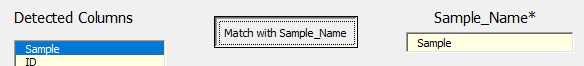 Detected Columns
Sample
ID
Match with Sample_Name
Sample_Name*
Sample